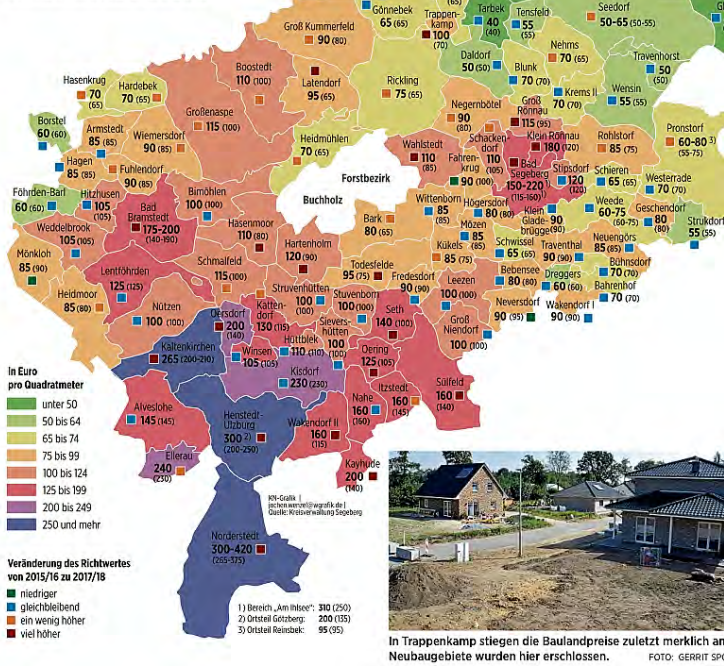 Gönnebek
65 (65)
Trappen-
kamp
100
(70)
Tarbek
40
(40)
Tensfeld
55
(55)
Seedorf
50-65 (50-55)
Groß Kummerfeld
90 (80)
Nehms
70 (65)
Daldorf
50 (50)
Travenhorst
50
(50)
Boostedt
110 (100)
Latendorf
95 (65)
Rickling
75 (65)
Blunk
70 (70)
Krems II
70 (70)
Wensin
55 (55)
Hasenkrug
70
(65)
Hardebek
70 (65)
Großenaspe
115 (100)
Negernbötel
90
(80)
Groß
Rönnau
115 (95)
Borstel
60 (60)
Armstedt
85 (85)
Wiemersdorf
90 (85)
Heidmühlen
70 (65)
Wahlstedt
110
(85)
Schacken-
dorf
110
(105)
Klein Rönnau
180 (120)
Rohlstorf
85 (75)
Pronstorf
60-80 3)
(55-75)
Hagen
85 (85)
Fuhlendorf
90 (85)
Forstbezirk
Buchholz
Fahren-
krug
90 (100)
Bad
Segeberg
150-220 1)
(115-160)
Stipsdorf
120
(120)
Schieren
65 (65)
Westerrade
70 (70)
Föhrden-Barl
60 (60)
Hitzhusen
105
(105)
Bimöhlen
100
(100)
Wittenborn
85
(85)
Högersdorf
80 (80)
Klein
Glade-
brügge
90
(90)
Weede
60-75
(60-75)
Geschendorf
80
(80)
Strukdorf
55
(55)
Weddelbrook
105 (105)
Bad
Bramstedt
175-200
(140-190)
Hasenmoor
110 (80)
Bark
80 (65)
Mözen
85
(85)
Mönkloh
85 (90)
Hartenholm
120 (90)
Kükels
85 (75)
Schwissel
65 (65)
Traventhal
90 (90)
Neuengörs
85 (85)
Lentföhrden
125 (125)
Schmalfeld
115 (100)
Todesfelde
95 (75)
Fredesdorf
90 (90)
Bebensee
80 (80)
Dreggers
60 (60)
Bühnsdorf
70 (70)
Bahrenhof
70 (70)
Heidmoor
85 (80)
Nützen
100 (100)
Struvenhütten
100
(100)
Stuvenborn
100 (100)
Leezen
100
(100)
Neversdorf
90 (95)
Wakendorf I
90 (90)
Oersdorf
200
(140)
Katten-
dorf
130 (115)
Sievers-
hütten
100
(100)
Seth
140
(100)
Groß
Niendorf
100
(100)
Kaltenkirchen
265 (200-210)
Winsen
105 (105)
Hüttblek
110 (110)
Oering
125
(105)
Kisdorf
230 (230)
Itzstedt
160
(145)
Sülfeld
160
(140)
Alveslohe
145 (145)
Henstedt-
Ulzburg
300 2)
(200-250)
Wakendorf II
160
(115)
Nahe
160
(160)
Ellerau
240
(230)
Kayhude
200
(140)
Norderstedt
300-420
(265-375)
In Euro
pro Quadratmeter
unter 50
50 bis 64
65 bis 74
75 bis 99
100 bis 124
125 bis 199
200 bis 249
250 und mehr
Veränderung des Richtwertes
von 2015/16 zu 2017/18
niedriger
gleichbleibend
ein wenig höher
viel höher
KN-Grafik |
jochen.wenzel@wgrafik.de |
Quelle: Kreisverwaltung Segeberg
1) Bereich „Am Ihlsee": 310 (250)
2) Ortsteil Götzberg: 200 (135)
3) Ortsteil Reinsbek: 95 (95)
In Trappenkamp stiegen die Baulandpreise zuletzt merklich an
Neubaugebiete wurden hier erschlossen.
FOTO: GERRIT SPO